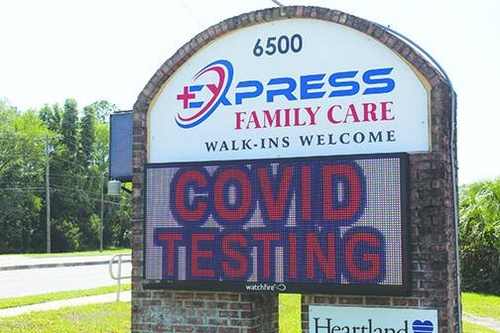 6500
EXPRESS
FAMILY CARE
WALK-INS WELCOME
COVID
TESTING
watchfire
Heartland